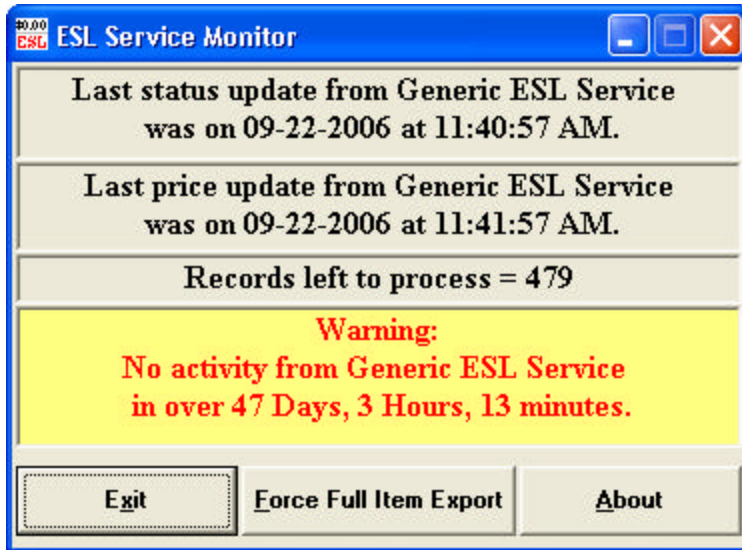 $0.00
ESL
ESL Service Monitor
Last status update from Generic ESL Service
was on 09-22-2006 at 11:40:57 AM.
Last price update from Generic ESL Service
was on 09-22-2006 at 11:41:57 AM.
Records left to process = 479
Warning:
No activity from Generic ESL Service
in over 47 Days, 3 Hours, 13 minutes.
Exit
Force Full Item Export
About